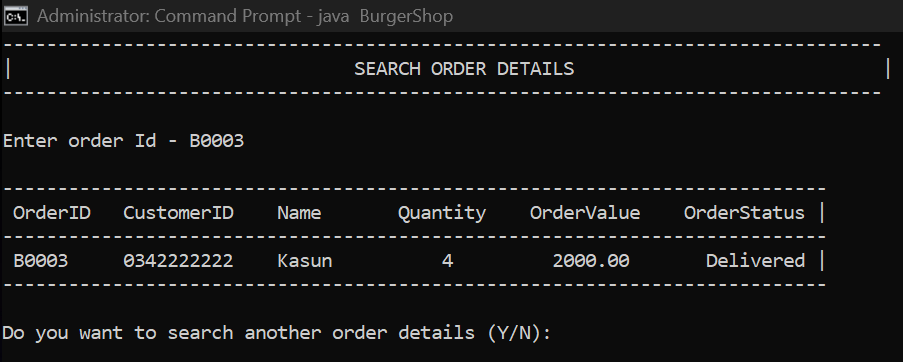 Administrator: Command Prompt - java  BurgerShop
--------------------------------------------------------------------------------
|                               SEARCH ORDER DETAILS                            |
--------------------------------------------------------------------------------
Enter order Id - B0003
---------------------------------------------------------------------------
 OrderID   CustomerID    Name       Quantity    OrderValue    OrderStatus |
---------------------------------------------------------------------------
 B0003     0342222222    Kasun          4         2000.00       Delivered |
---------------------------------------------------------------------------
Do you want to search another order details (Y/N):